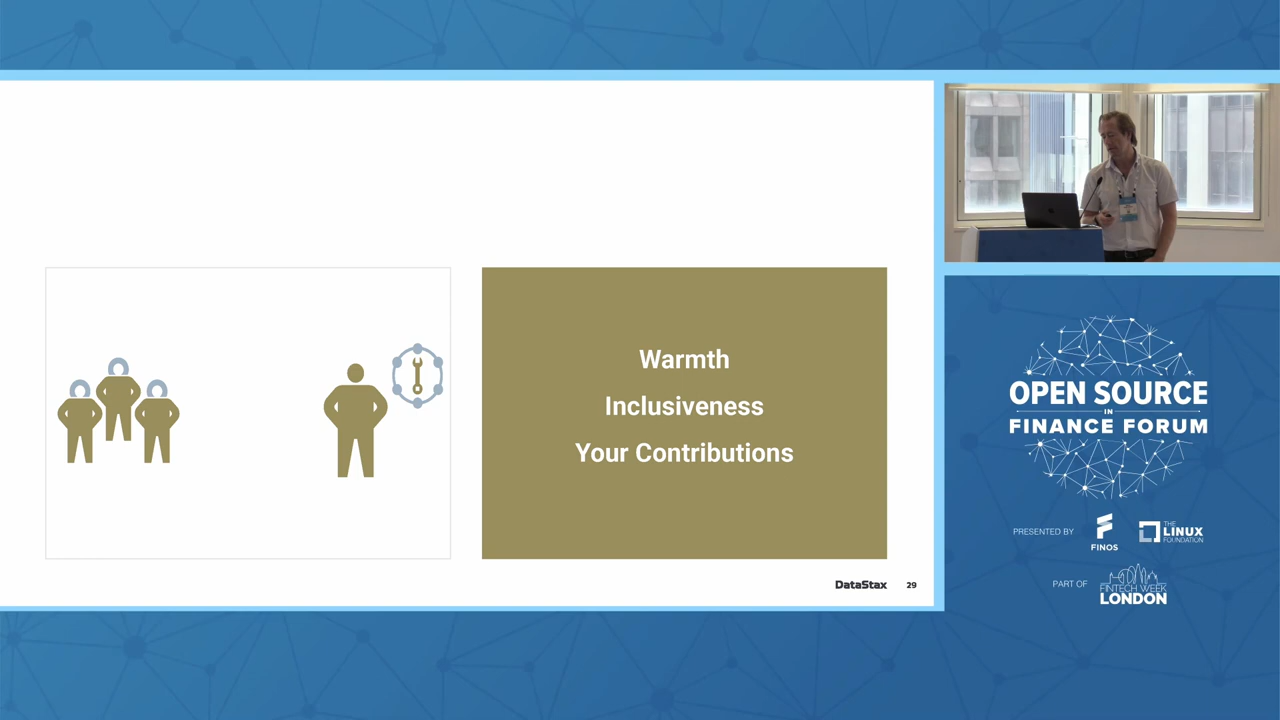 Warmth
Inclusiveness
Your Contributions
DataStax
29
OPEN SOURCE
IN
FINANCE FORUM
PRESENTED BY
FINOS
THE
LINUX
FOUNDATION
PART OF
FINTECH WEEK
LONDON